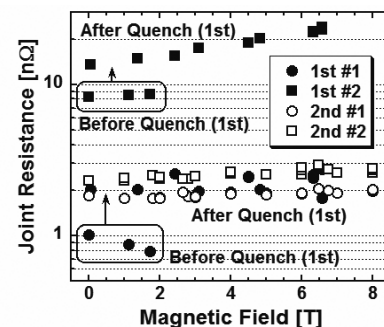 After Quench (1st)
10
Before Quench (1st)
1st #1
1st #2
2nd #1
2nd #2
Joint Resistance [nΩ]
After Quench (1st)
1
Before Quench (1st)
0 2 4 6 8
Magnetic Field [T]